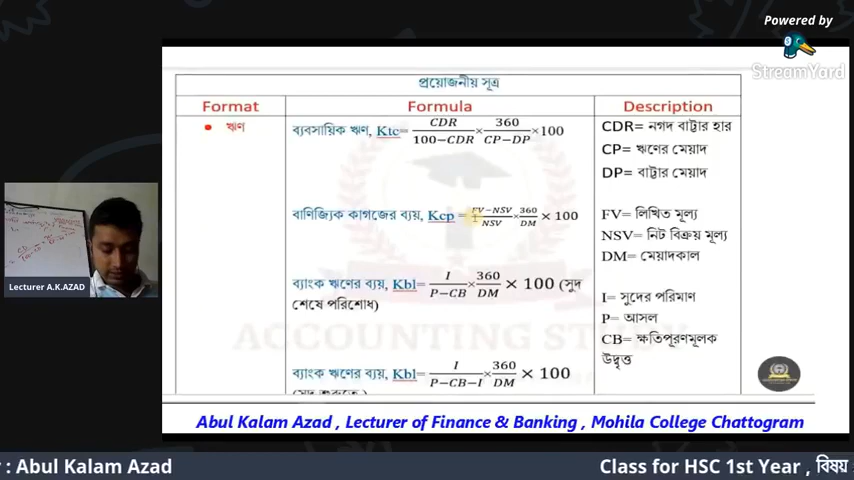 Powered by
StreamYard
প্রয়োজনীয় সূত্র
Format Formula Description
• ঋণ
ব্যবসায়িক ঋণ, Ktc= CDR/100−CDR × 360/CP−DP ×100
CDR= নগদ বাট্টার হার
CP= ঋণের মেয়াদ
DP= বাট্টার মেয়াদ
বাণিজ্যিক কাগজের ব্যয়, Kcp = FV−NSV/NSV × 360/DM × 100
FV= লিখিত মূল্য
NSV= নিট বিক্রয় মূল্য
DM= মেয়াদকাল
ব্যাংক ঋণের ব্যয়, Kbl= I/P−CB × 360/DM × 100 (সুদ
শেষে পরিশোধ)
I= সুদের পরিমাণ
P= আসল
CB= ক্ষতিপূরণমূলক
উদ্বৃত্ত
ব্যাংক ঋণের ব্যয়, Kbl= I/P−CB−I × 360/DM × 100
ACCOUNTING STUDY
Lecturer A.K.AZAD
Abul Kalam Azad , Lecturer of Finance & Banking , Mohila College Chattogram
: Abul Kalam Azad
Class for HSC 1st Year , বিষয়